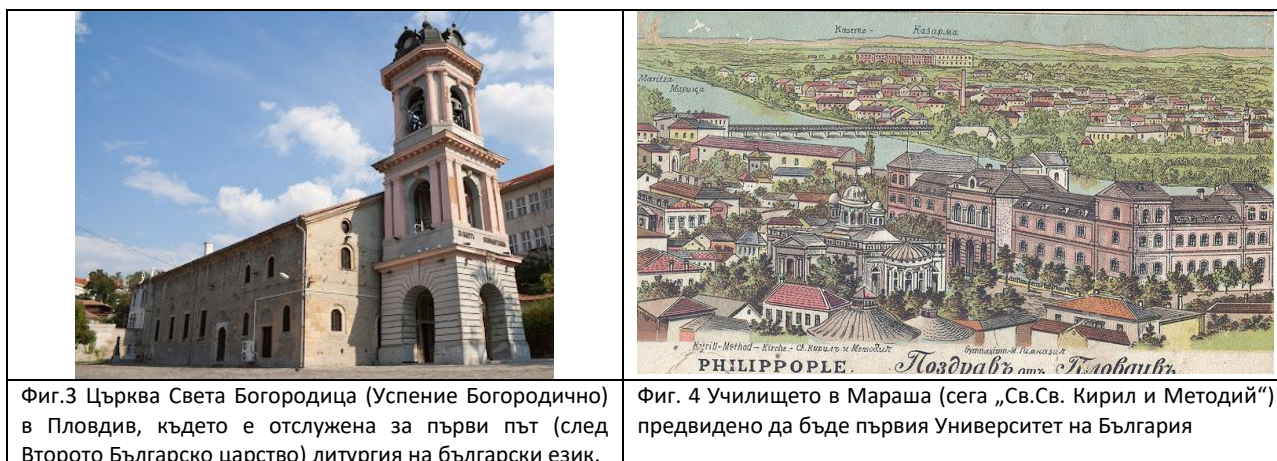 Kaserne - Казарма
Maritza
Марица
Kyrill-Method-Kirche - Св. Кирилъ и Методий
Гимназия
PHILIPPOPLE. Поздравъ отъ Пловдивъ
Фиг.3 Църква Света Богородица (Успение Богородично)
в Пловдив, където е отслужена за първи път (след
Второто Българско царство) литургия на български език.
Фиг. 4 Училището в Мараша (сега „Св.Св. Кирил и Методий“)
предвидено да бъде първия Университет на България